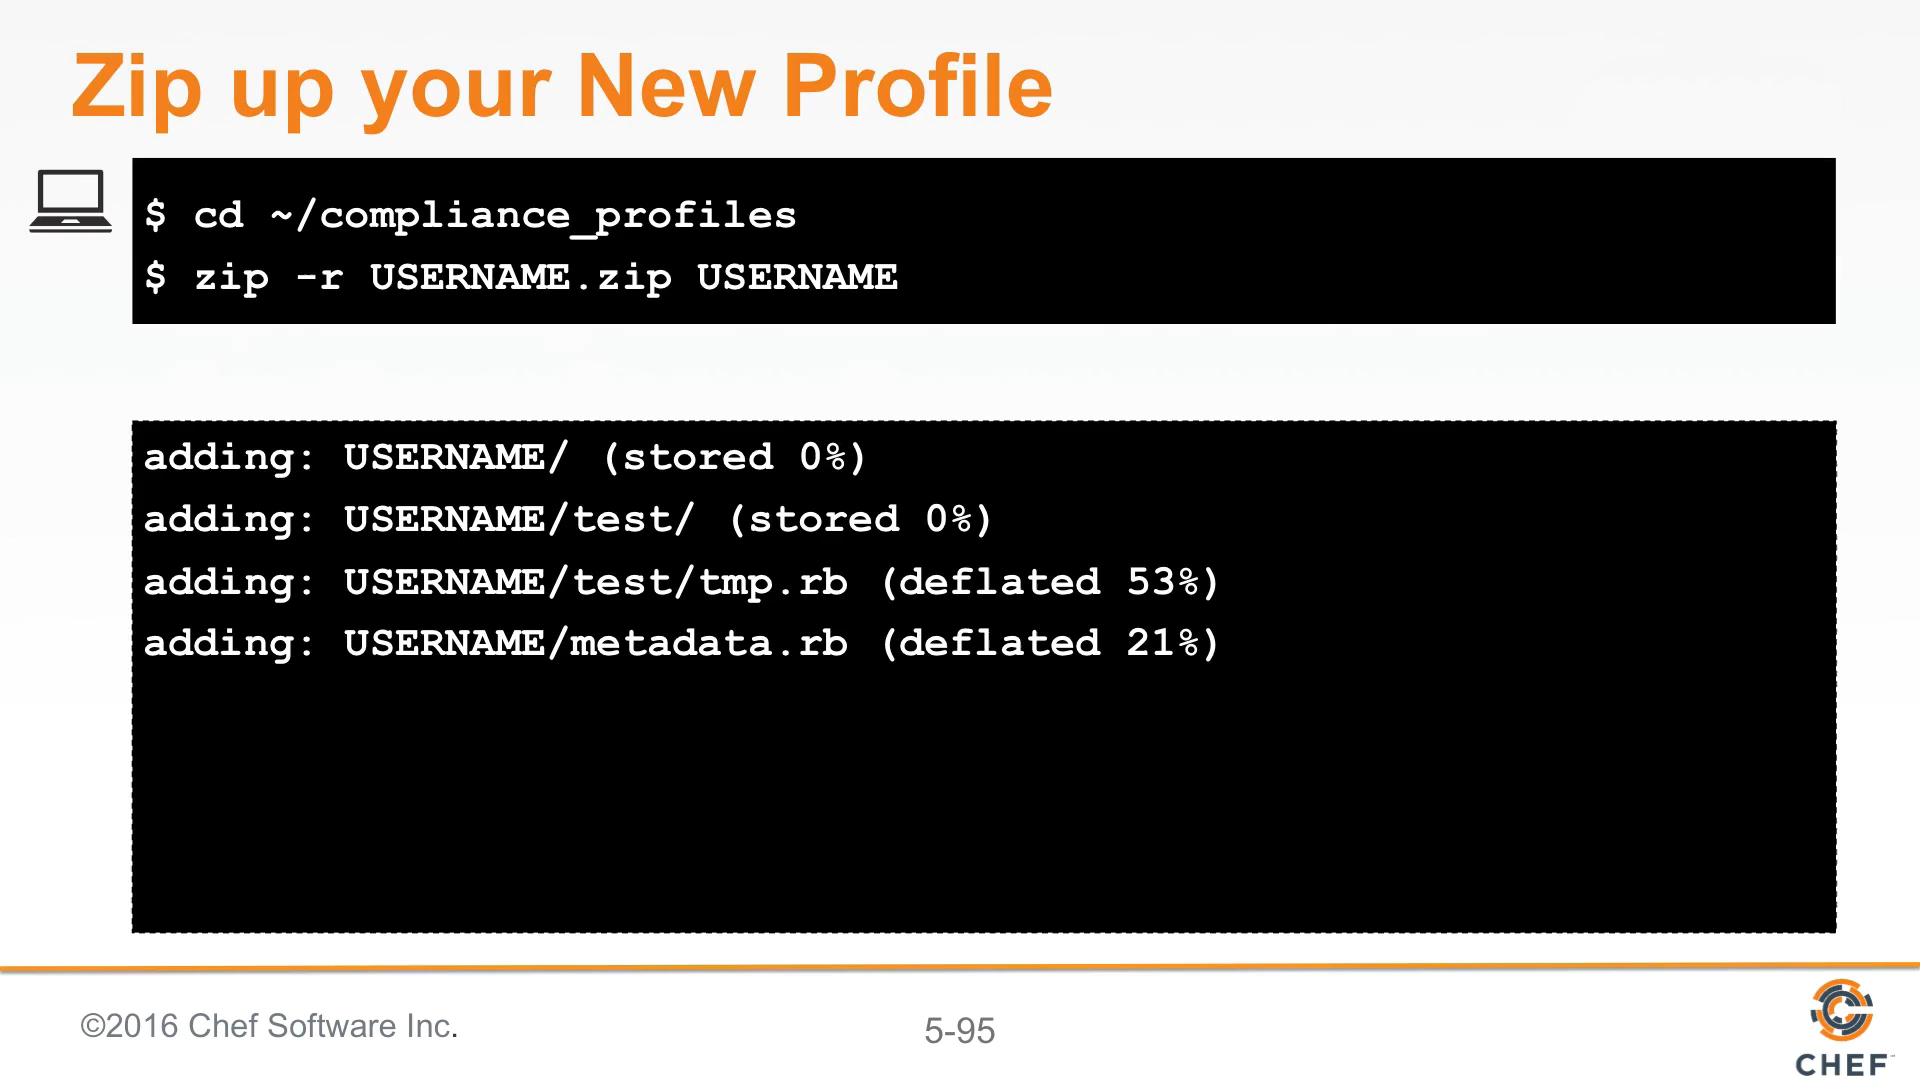 Zip up your New Profile
$ cd ~/compliance_profiles
$ zip -r USERNAME.zip USERNAME
adding: USERNAME/ (stored 0%)
adding: USERNAME/test/ (stored 0%)
adding: USERNAME/test/tmp.rb (deflated 53%)
adding: USERNAME/metadata.rb (deflated 21%)
©2016 Chef Software Inc.
5-95
CHEF